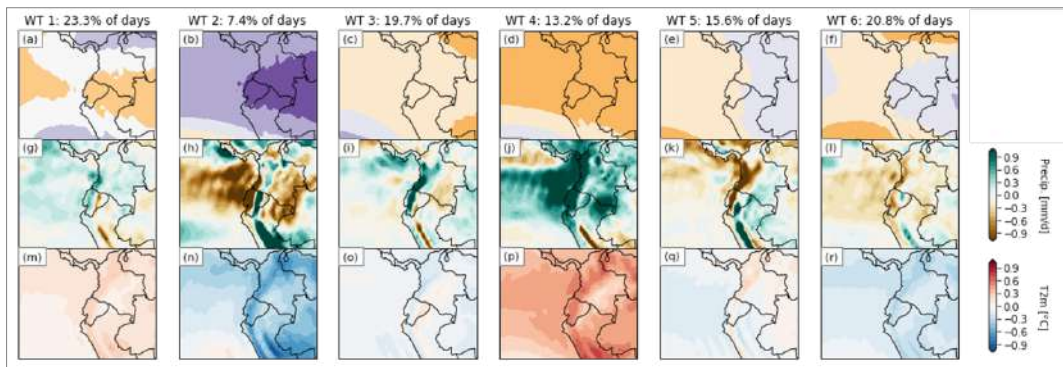 WT 1: 23.3% of days WT 2: 7.4% of days WT 3: 19.7% of days WT 4: 13.2% of days WT 5: 15.6% of days WT 6: 20.8% of days
(a) (b) (c) (d) (e) (f)
(g) (h) (i) (j) (k) (l)
0.9
0.6
0.3
0.0
−0.3
−0.6
−0.9
Precip. [mm/d]
(m) (n) (o) (p) (q) (r)
0.9
0.6
0.3
0.0
−0.3
−0.6
−0.9
T2m [°C]